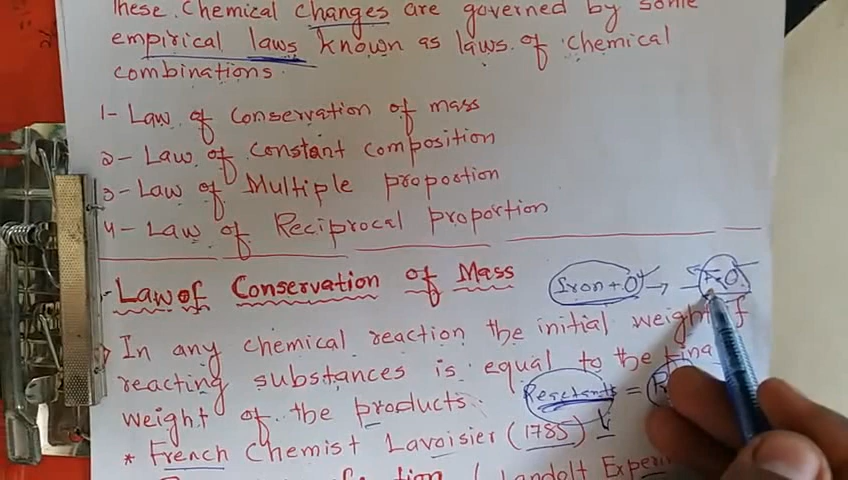 These Chemical changes are governed by some
empirical laws known as laws of chemical
combinations.
1- Law of Conservation of mass
2- Law of Constant composition
3- Law of Multiple proportion
4- Law of Reciprocal proportion
Law of Conservation of Mass Iron + O →
In any chemical reaction the initial weight of
reacting substances is equal to the
weight of the products. Reactants =
* French Chemist Lavoisier (1785)
(Landolt